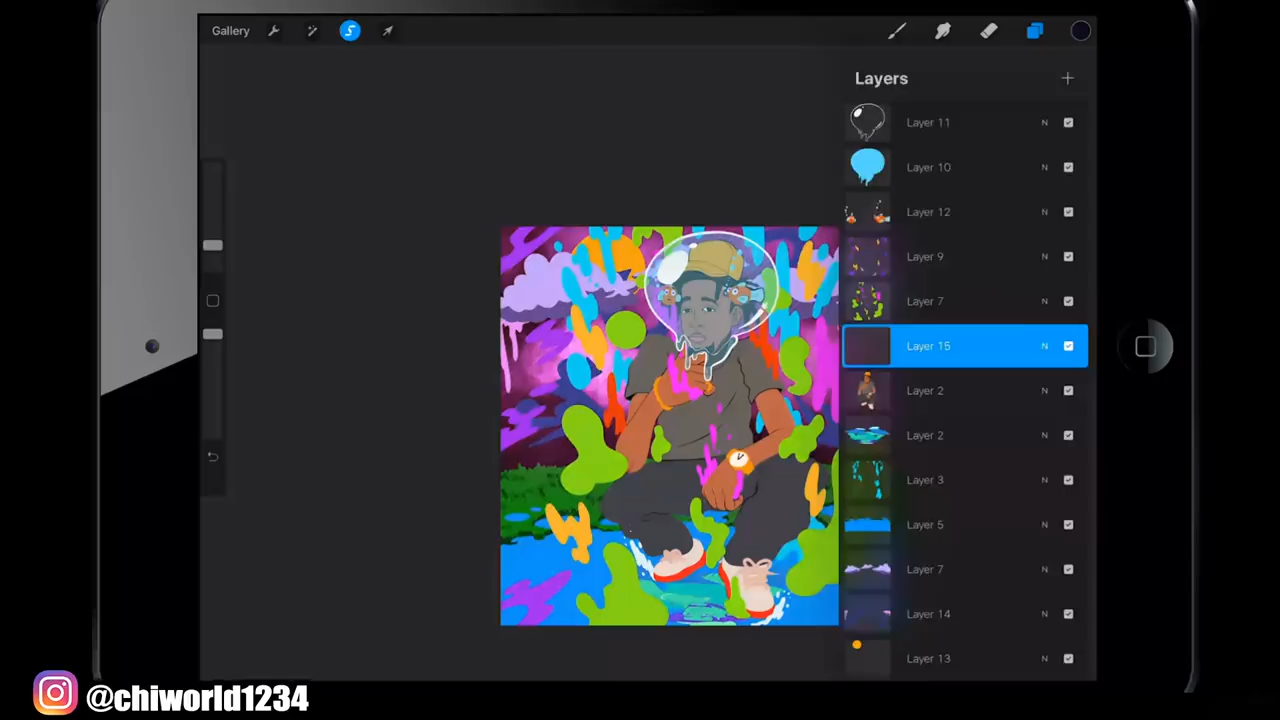 Gallery
Layers
Layer 11 N
Layer 10 N
Layer 12 N
Layer 9 N
Layer 7 N
Layer 15 N
Layer 2 N
Layer 2 N
Layer 3 N
Layer 5 N
Layer 7 N
Layer 14 N
Layer 13 N
@chiworld1234